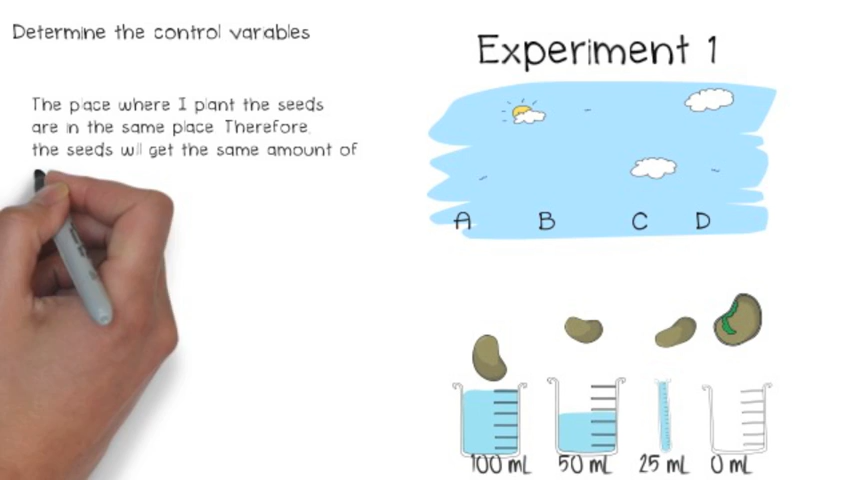 Determine the control variables
Experiment 1
The place where I plant the seeds
are in the same place. Therefore,
the seeds will get the same amount of
A B C D
100 mL 50 mL 25 mL 0 mL